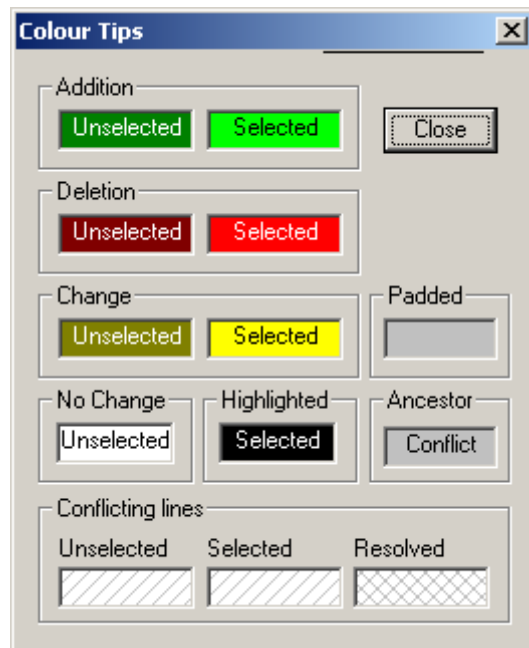 Colour Tips
Addition
Unselected Selected
Close
Deletion
Unselected Selected
Change
Unselected Selected
Padded
No Change
Unselected
Highlighted
Selected
Ancestor
Conflict
Conflicting lines
Unselected Selected Resolved